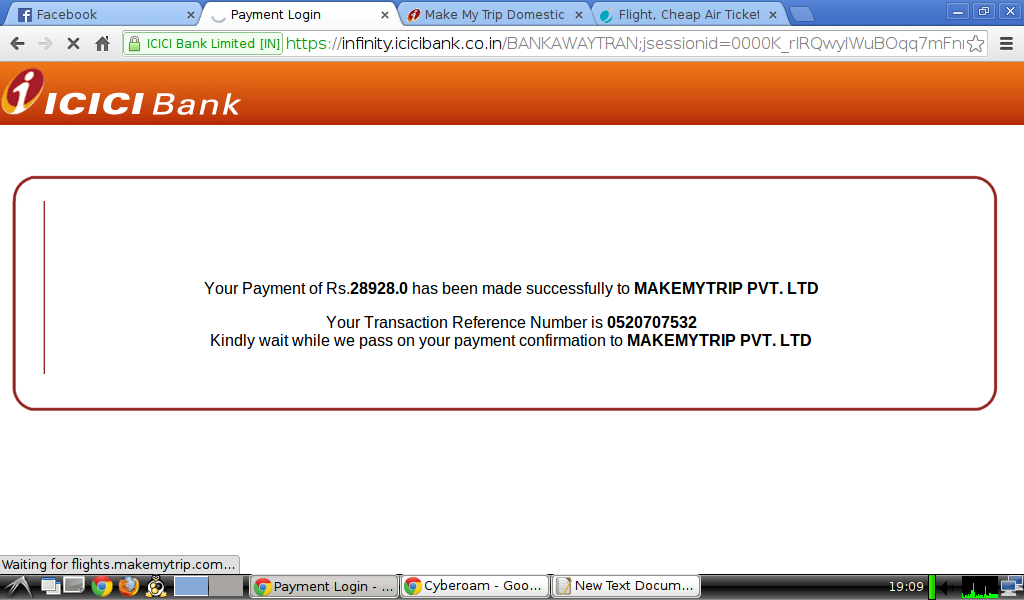 Facebook
Payment Login
Make My Trip Domestic
Flight, Cheap Air Ticket
ICICI Bank Limited [IN]
https://infinity.icicibank.co.in/BANKAWAYTRAN;jsessionid=0000K_rlRQwylWuBOqq7mFn
ICICI Bank
Your Payment of Rs.28928.0 has been made successfully to MAKEMYTRIP PVT. LTD
Your Transaction Reference Number is 0520707532
Kindly wait while we pass on your payment confirmation to MAKEMYTRIP PVT. LTD
Waiting for flights.makemytrip.com...
Payment Login - ...
Cyberoam - Goo...
New Text Docum...
19:09